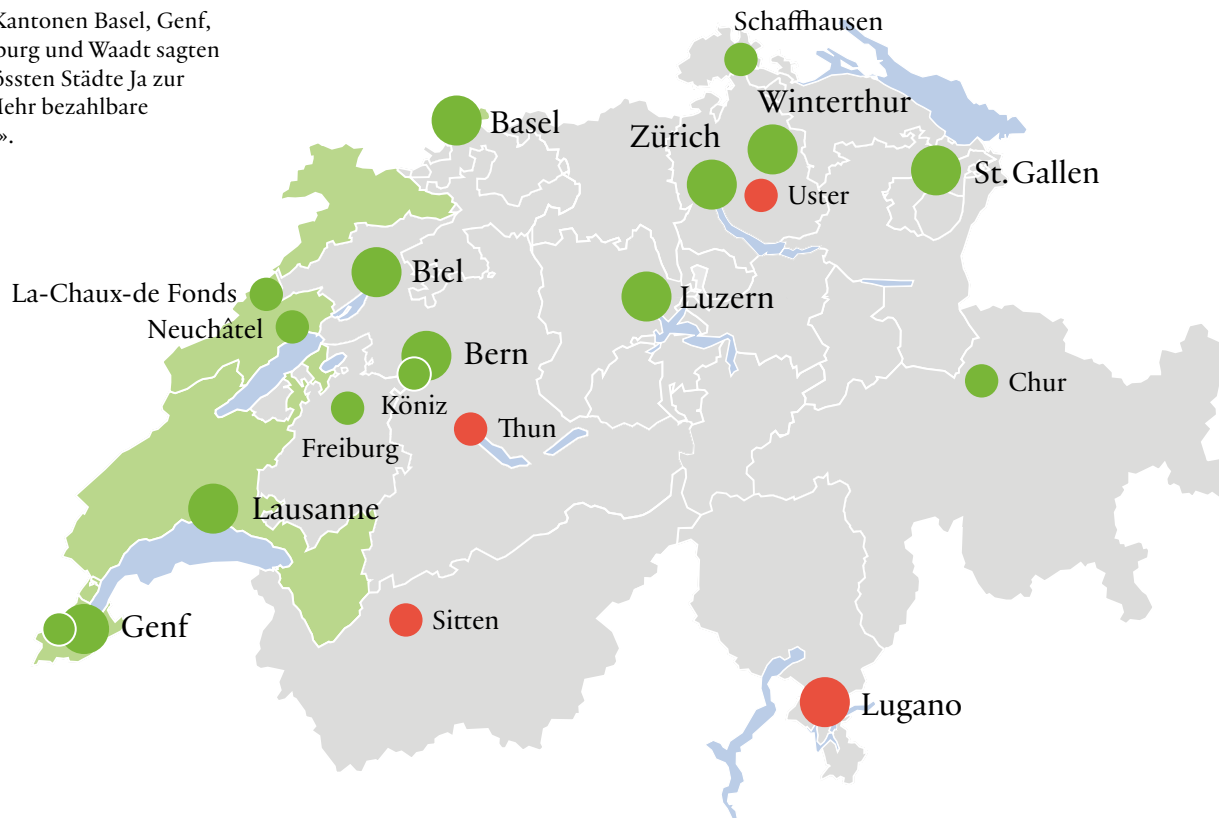 Kantonen Basel, Genf,
burg und Waadt sagten
össten Städte Ja zur
Mehr bezahlbare
».
Schaffhausen
Winterthur
Basel
Zürich
St. Gallen
Uster
Biel
La-Chaux-de Fonds
Luzern
Neuchâtel
Bern
Chur
Köniz
Thun
Freiburg
Lausanne
Sitten
Genf
Lugano